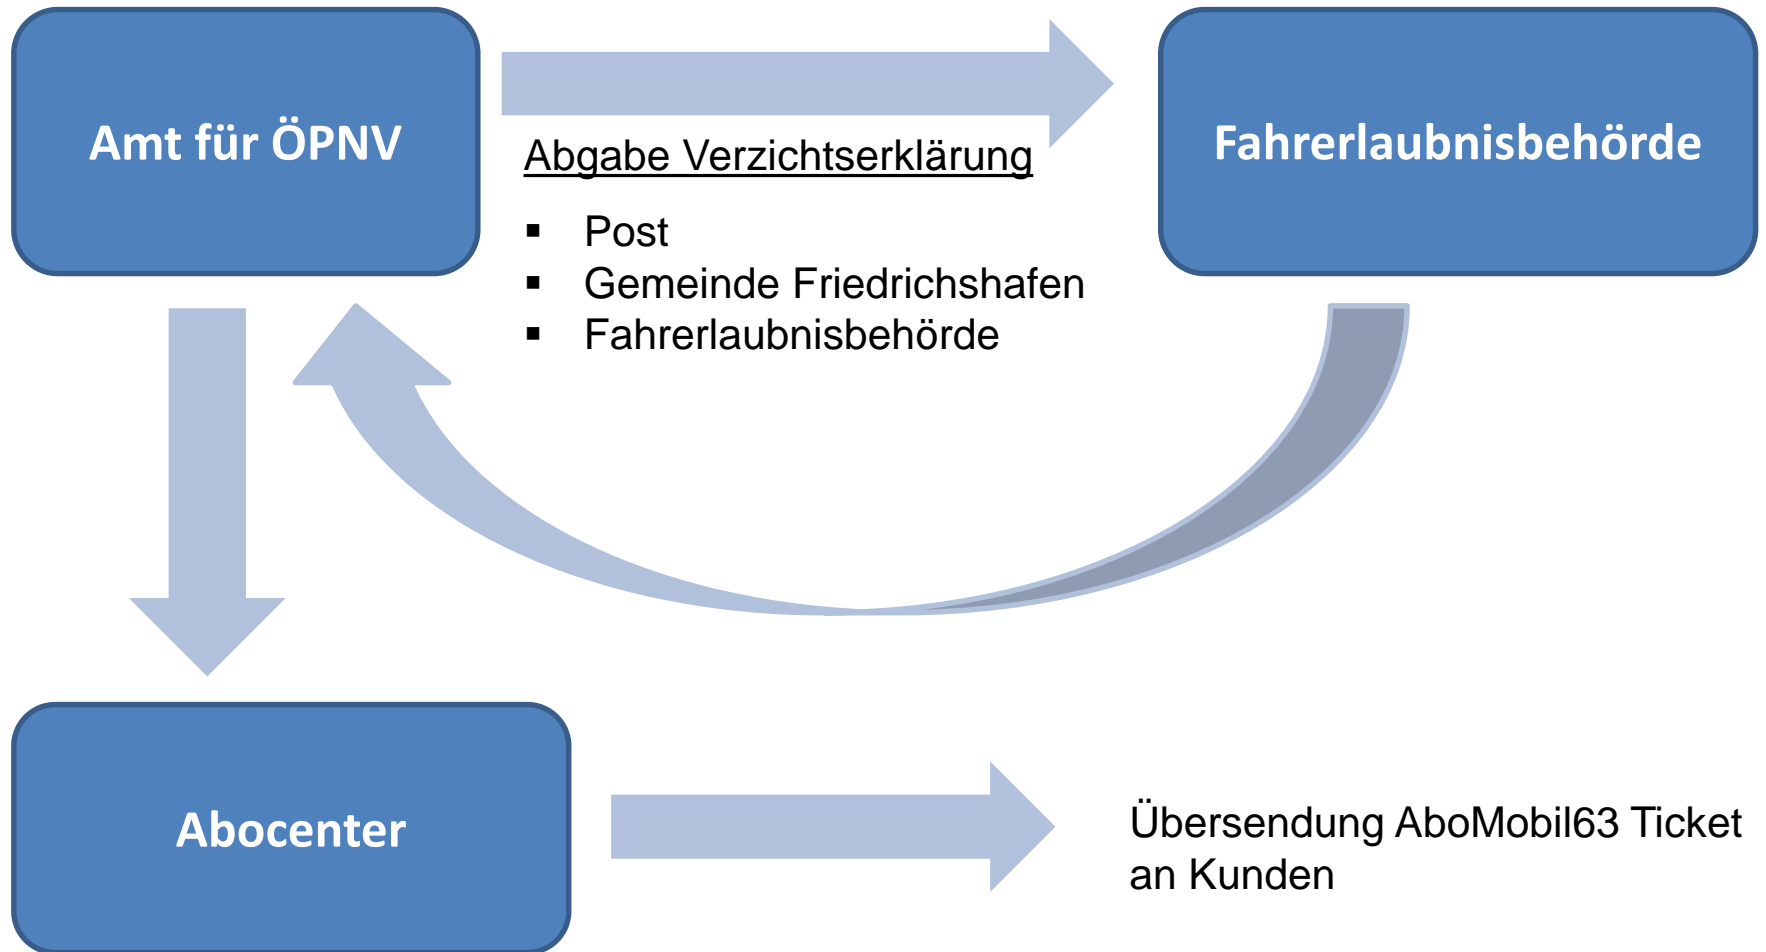 Amt für ÖPNV
Fahrerlaubnisbehörde
Abgabe Verzichtserklärung
▪ Post
▪ Gemeinde Friedrichshafen
▪ Fahrerlaubnisbehörde
Abocenter
Übersendung AboMobil63 Ticket
an Kunden